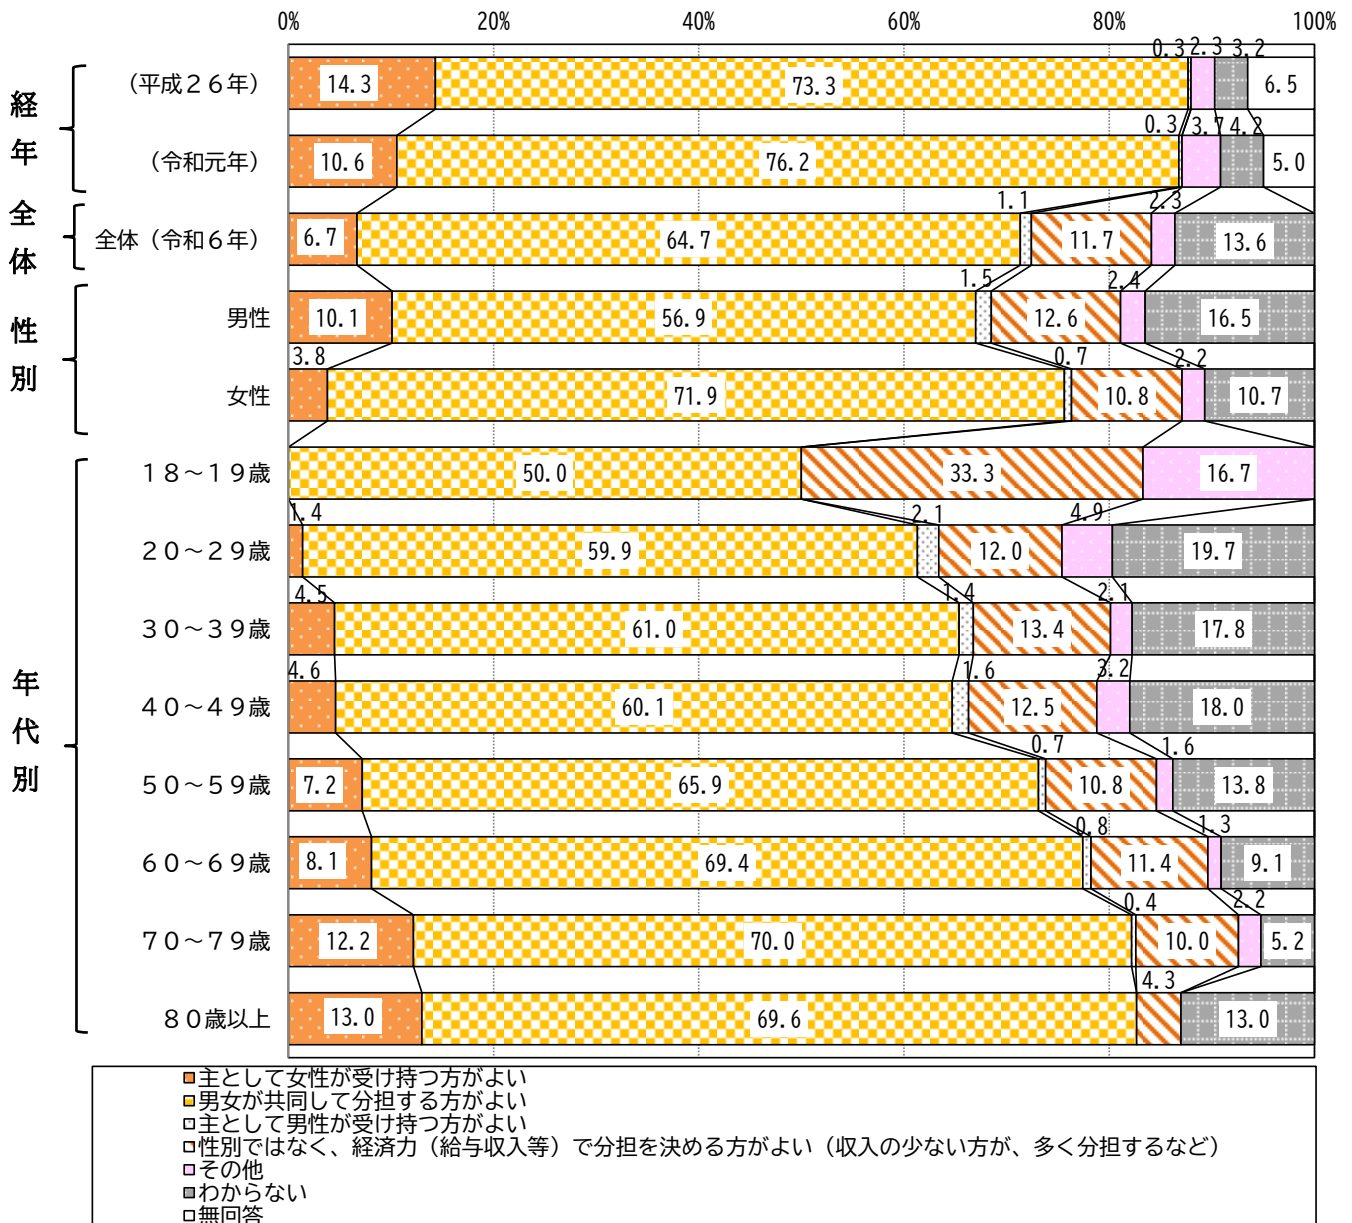 0% 20% 40% 60% 80% 100%
経年
（平成２６年） 14.3 73.3 0.3 2.3 3.2 6.5
（令和元年） 10.6 76.2 0.3 3.7 4.2 5.0
全体
全体（令和６年） 6.7 64.7 1.1 11.7 2.3 13.6
性別
男性 10.1 56.9 1.5 12.6 2.4 16.5
女性 3.8 71.9 0.7 10.8 2.2 10.7
年代別
１８～１９歳 50.0 33.3 16.7
２０～２９歳 1.4 59.9 2.1 12.0 4.9 19.7
３０～３９歳 4.5 61.0 1.4 13.4 2.1 17.8
４０～４９歳 4.6 60.1 1.6 12.5 3.2 18.0
５０～５９歳 7.2 65.9 0.7 10.8 1.6 13.8
６０～６９歳 8.1 69.4 0.8 11.4 1.3 9.1
７０～７９歳 12.2 70.0 0.4 10.0 2.2 5.2
８０歳以上 13.0 69.6 4.3 13.0
主として女性が受け持つ方がよい
男女が共同して分担する方がよい
主として男性が受け持つ方がよい
性別ではなく、経済力（給与収入等）で分担を決める方がよい（収入の少ない方が、多く分担するなど）
その他
わからない
無回答